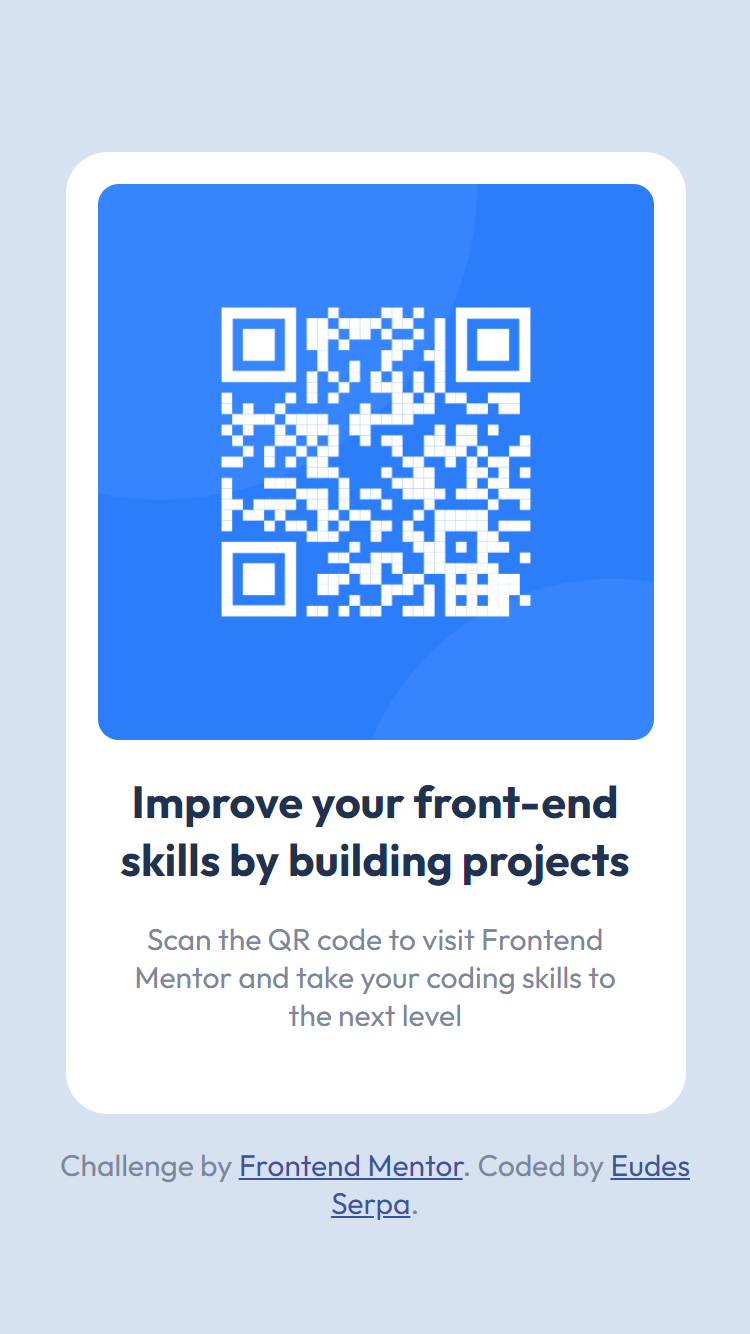 Improve your front-end
skills by building projects
Scan the QR code to visit Frontend
Mentor and take your coding skills to
the next level
Challenge by Frontend Mentor. Coded by Eudes
Serpa.